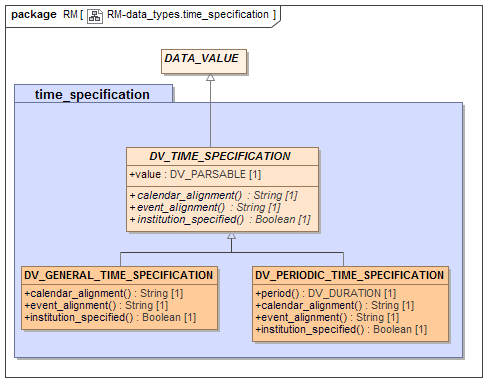 package RM [ RM-data_types.time_specification ]
DATA_VALUE
time_specification
DV_TIME_SPECIFICATION
+value : DV_PARSABLE [1]
+calendar_alignment() : String [1]
+event_alignment() : String [1]
+institution_specified() : Boolean [1]
DV_GENERAL_TIME_SPECIFICATION
+calendar_alignment() : String [1]
+event_alignment() : String [1]
+institution_specified() : Boolean [1]
DV_PERIODIC_TIME_SPECIFICATION
+period() : DV_DURATION [1]
+calendar_alignment() : String [1]
+event_alignment() : String [1]
+institution_specified() : Boolean [1]